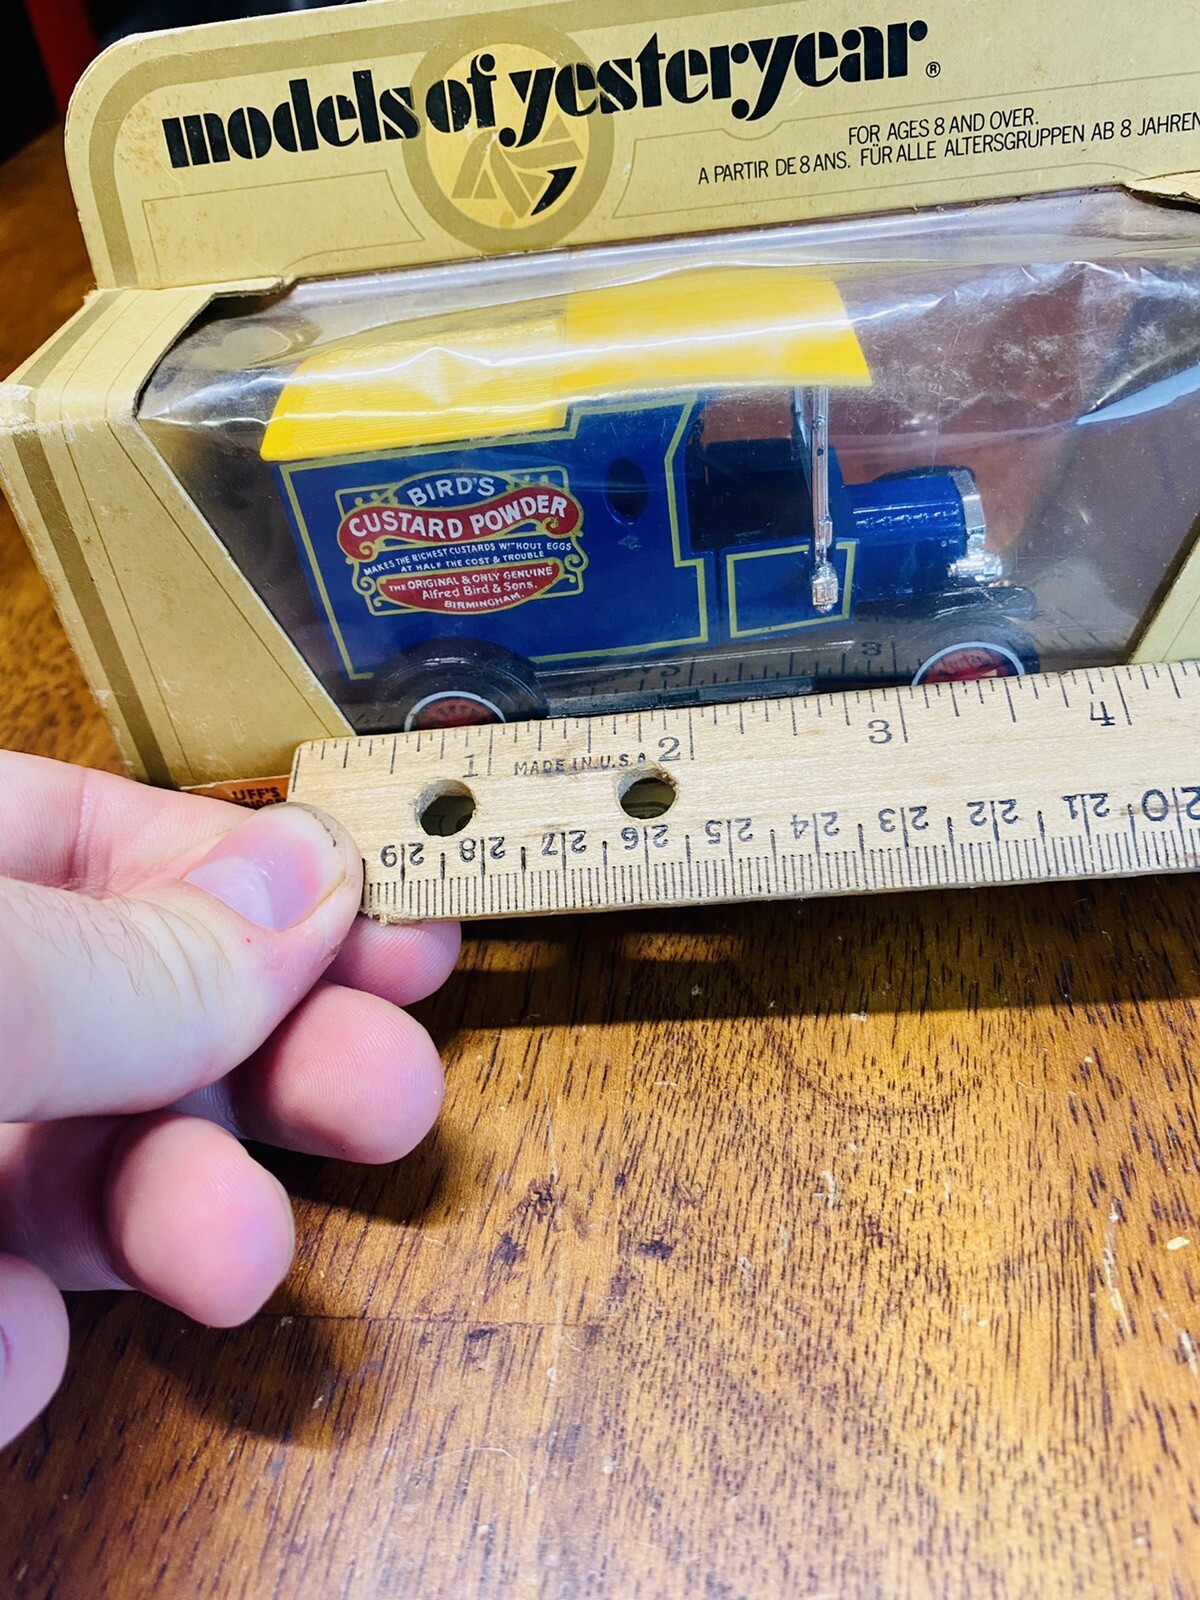 models of yesteryear®
FOR AGES 8 AND OVER.
A PARTIR DE 8 ANS. FÜR ALLE ALTERSGRUPPEN AB 8 JAHREN
BIRD'S
CUSTARD POWDER
MAKES THE RICHEST CUSTARDS WITHOUT EGGS
AT HALF THE COST & TROUBLE
THE ORIGINAL & ONLY GENUINE
Alfred Bird & Sons.
BIRMINGHAM.
3
1 MADE IN U.S.A 2 3 4
29 28 27 26 25 24 23 22 21 20